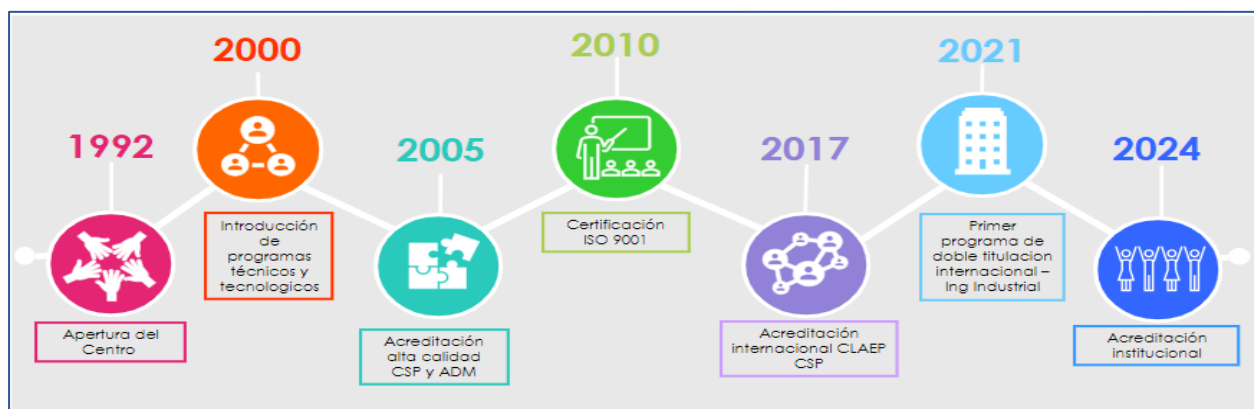 1992
Apertura del
Centro
2000
Introducción
de
programas
técnicos y
tecnologicos
2005
Acreditación
alta calidad
CSP y ADM
2010
Certificación
ISO 9001
2017
Acreditación
internacional CLAEP
CSP
2021
Primer
programa de
doble titulacion
internacional –
Ing Industrial
2024
Acreditación
institucional